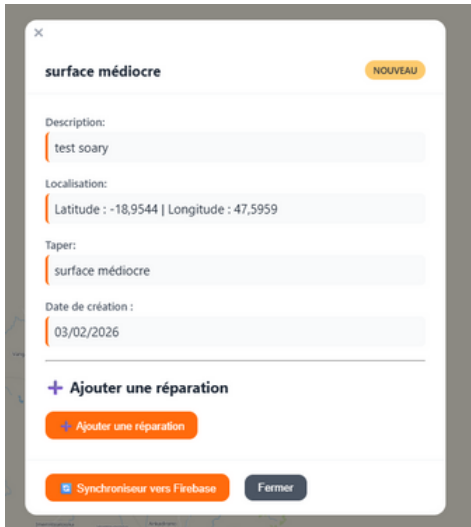 ×
surface médiocre
NOUVEAU
Description:
test soary
Localisation:
Latitude : -18,9544 | Longitude : 47,5959
Taper:
surface médiocre
Date de création :
03/02/2026
+ Ajouter une réparation
+ Ajouter une réparation
Synchroniseur vers Firebase
Fermer